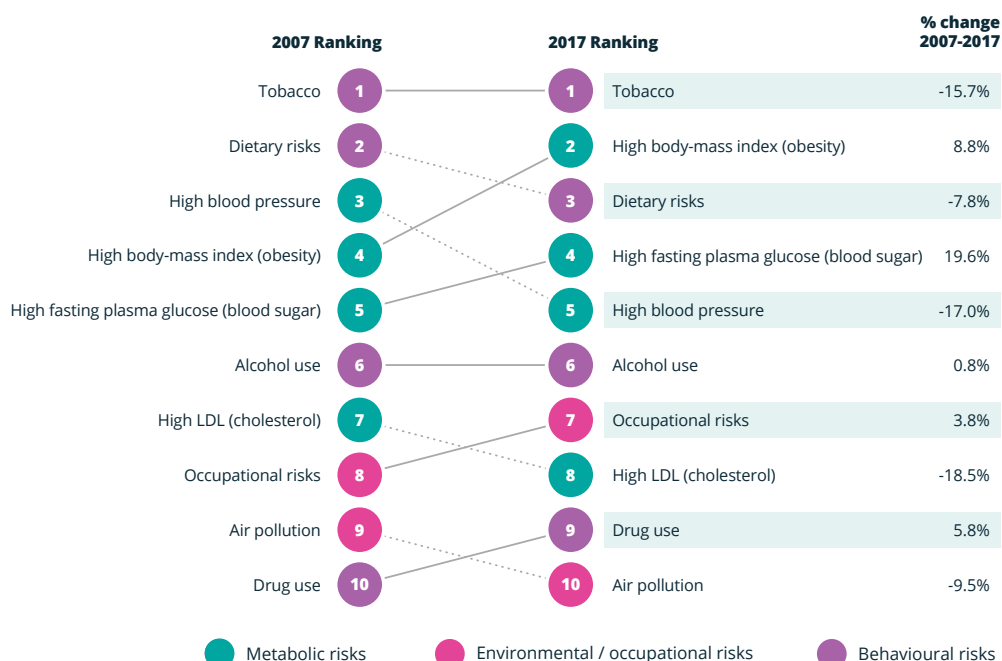 % change
2007-2017
2007 Ranking 2017 Ranking
Tobacco 1 1 Tobacco -15.7%
Dietary risks 2 2 High body-mass index (obesity) 8.8%
High blood pressure 3 3 Dietary risks -7.8%
High body-mass index (obesity) 4 4 High fasting plasma glucose (blood sugar) 19.6%
High fasting plasma glucose (blood sugar) 5 5 High blood pressure -17.0%
Alcohol use 6 6 Alcohol use 0.8%
High LDL (cholesterol) 7 7 Occupational risks 3.8%
Occupational risks 8 8 High LDL (cholesterol) -18.5%
Air pollution 9 9 Drug use 5.8%
Drug use 10 10 Air pollution -9.5%
Metabolic risks Environmental / occupational risks Behavioural risks